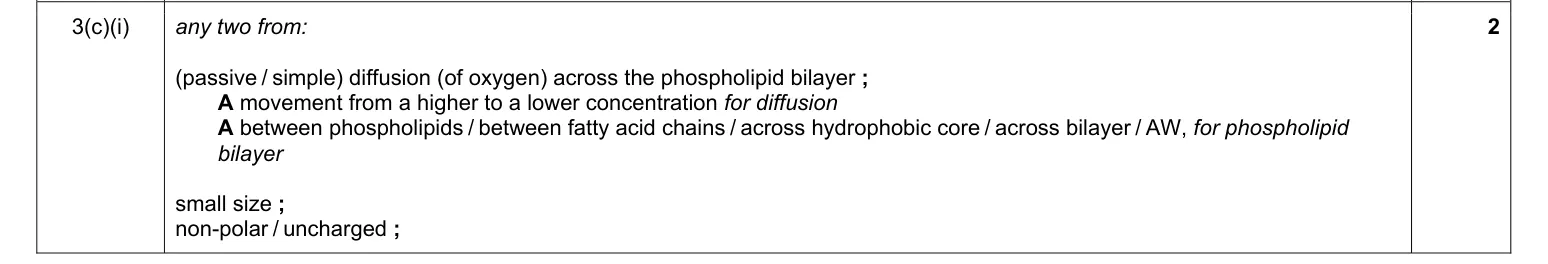 3(c)(i) any two from: 2
(passive / simple) diffusion (of oxygen) across the phospholipid bilayer ;
A movement from a higher to a lower concentration for diffusion
A between phospholipids / between fatty acid chains / across hydrophobic core / across bilayer / AW, for phospholipid
bilayer
small size ;
non-polar / uncharged ;